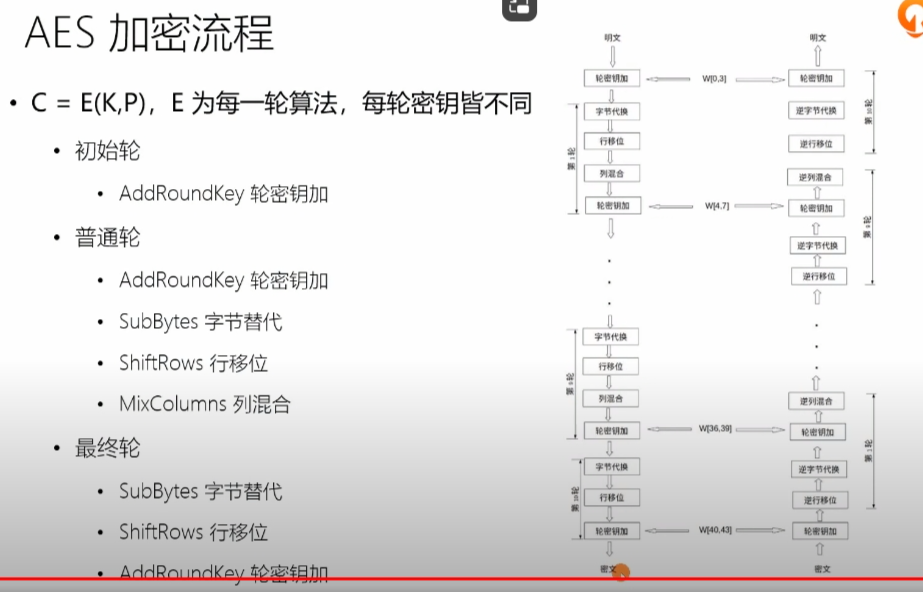 AES 加密流程
• C = E(K,P)，E 为每一轮算法，每轮密钥皆不同
• 初始轮
• AddRoundKey 轮密钥加
• 普通轮
• AddRoundKey 轮密钥加
• SubBytes 字节替代
• ShiftRows 行移位
• MixColumns 列混合
• 最终轮
• SubBytes 字节替代
• ShiftRows 行移位
• AddRoundKey 轮密钥加
明文
轮密钥加
字节代换
行移位
列混合
轮密钥加
第1轮
字节代换
行移位
列混合
轮密钥加
第9轮
字节代换
行移位
轮密钥加
第10轮
密文
W[0,3]
W[4,7]
W[36,39]
W[40,43]
明文
轮密钥加
逆字节代换
逆行移位
第10轮
逆列混合
轮密钥加
逆字节代换
逆行移位
第9轮
逆列混合
轮密钥加
逆字节代换
逆行移位
第1轮
轮密钥加
密文